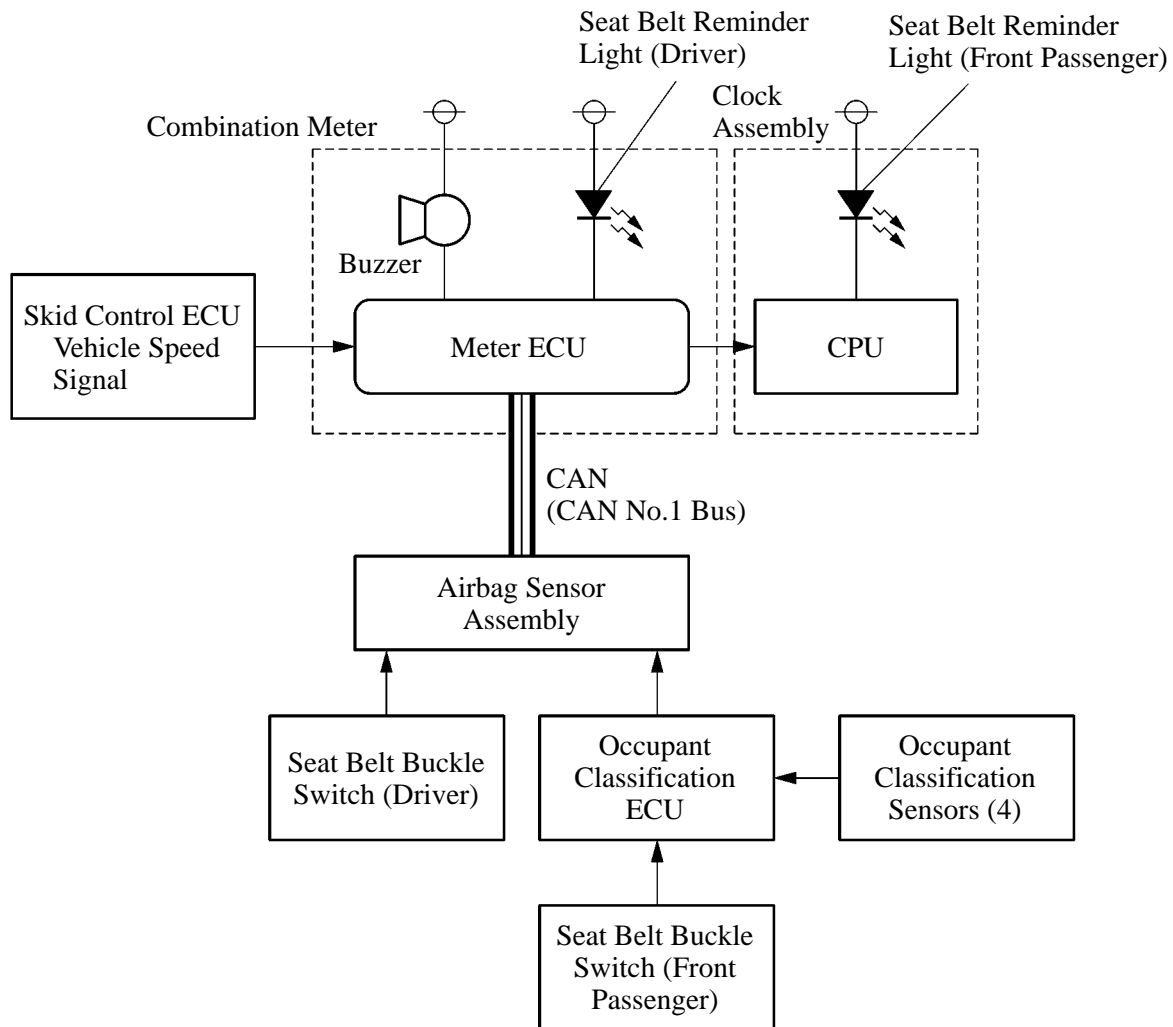 Seat Belt Reminder
Light (Driver)
Seat Belt Reminder
Light (Front Passenger)
Combination Meter
Clock
Assembly
Buzzer
Skid Control ECU
Vehicle Speed
Signal
Meter ECU
CPU
CAN
(CAN No.1 Bus)
Airbag Sensor
Assembly
Seat Belt Buckle
Switch (Driver)
Occupant
Classification
ECU
Occupant
Classification
Sensors (4)
Seat Belt Buckle
Switch (Front
Passenger)